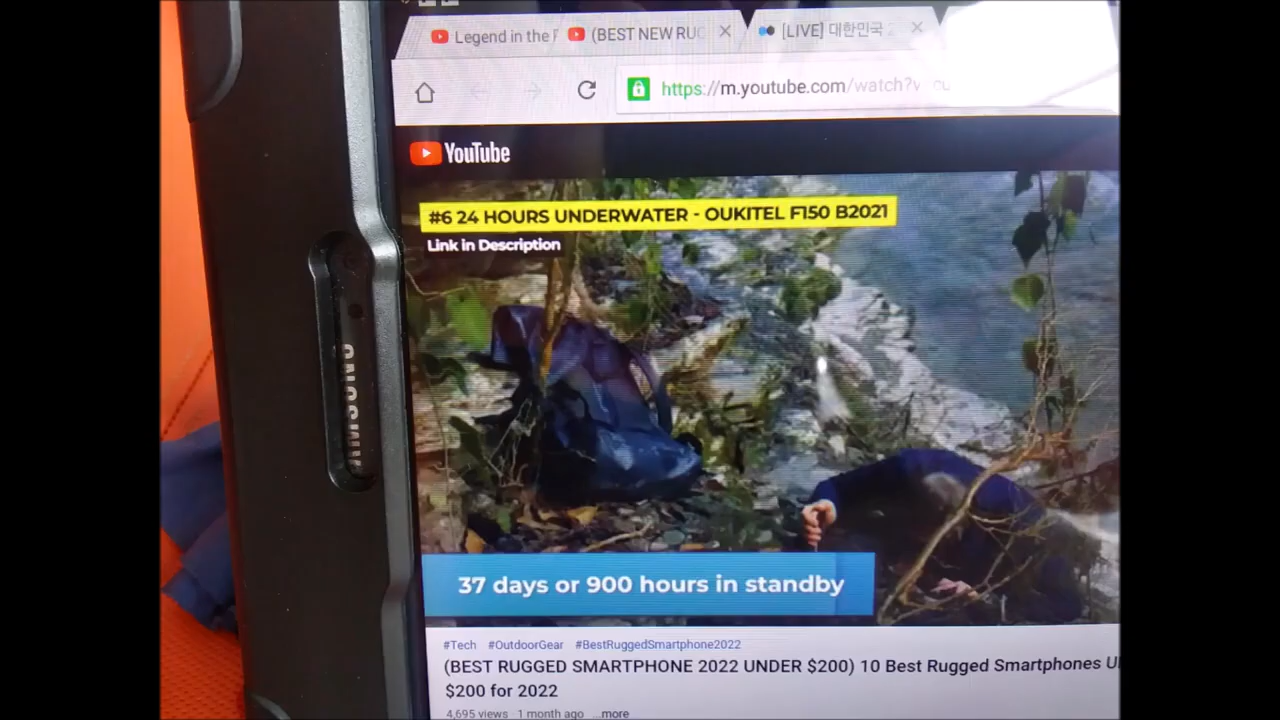 Legend in the F
(BEST NEW RUG
[LIVE] 대한민국
https://m.youtube.com/watch?v
YouTube
#6 24 HOURS UNDERWATER - OUKITEL F150 B2021
Link in Description
SAMSUNG
37 days or 900 hours in standby
#Tech #OutdoorGear #BestRuggedSmartphone2022
(BEST RUGGED SMARTPHONE 2022 UNDER $200) 10 Best Rugged Smartphones U
$200 for 2022
4,695 views · 1 month ago ...more